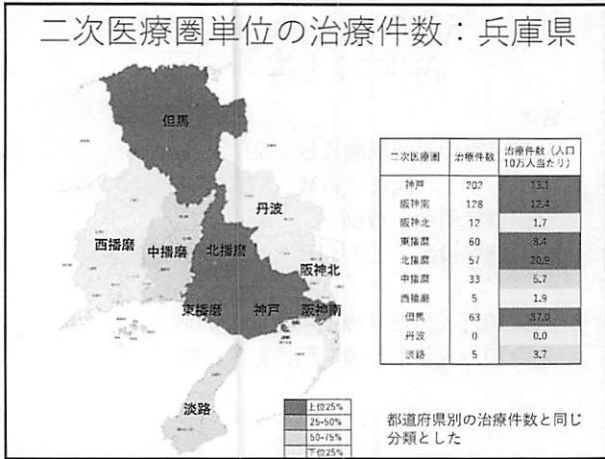 二次医療圏単位の治療件数：兵庫県
但馬
丹波
西播磨
中播磨
北播磨
阪神北
東播磨
神戸
阪神南
淡路
二次医療圏 治療件数 治療件数（人口10万人当たり）
神戸 202 13.1
阪神南 128 12.4
阪神北 12 1.7
東播磨 60 8.4
北播磨 57 20.9
中播磨 33 5.7
西播磨 5 1.9
但馬 63 37.0
丹波 0 0.0
淡路 5 3.7
上位25%
25-50%
50-75%
下位25%
都道府県別の治療件数と同じ
分類とした